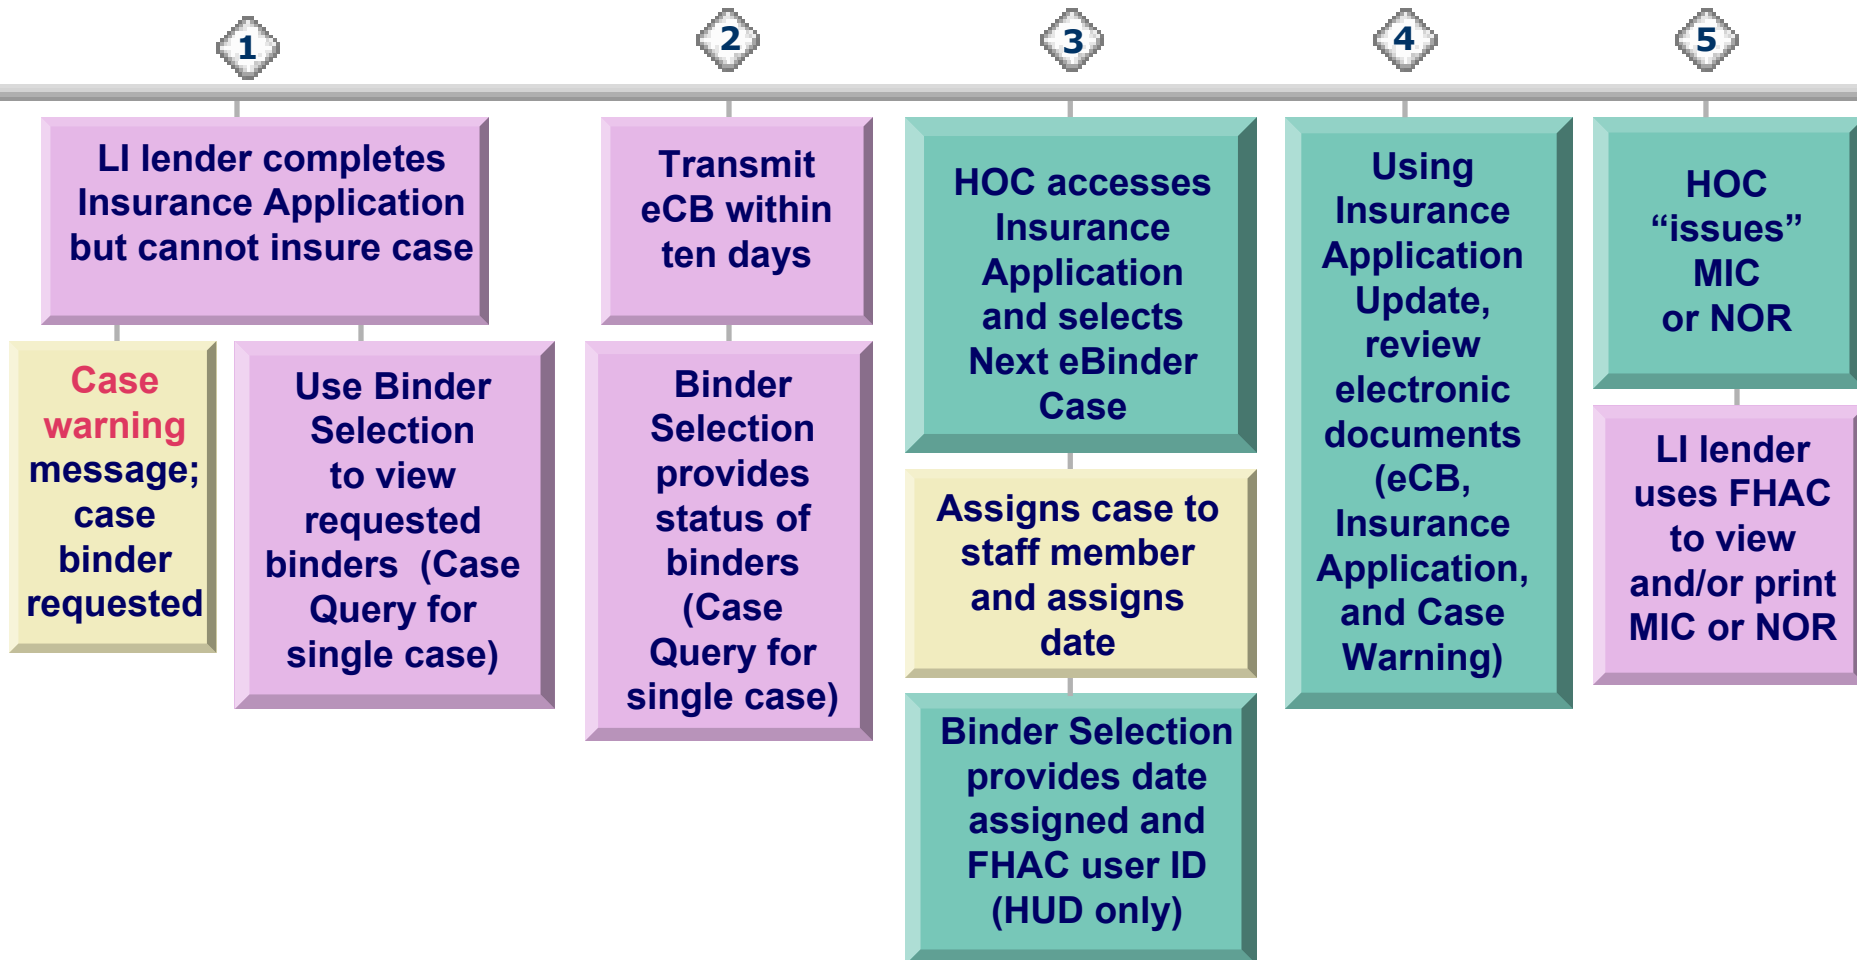 1
2
3
4
5
LI lender completes
Insurance Application
but cannot insure case
Case
warning
message;
case
binder
requested
Use Binder
Selection
to view
requested
binders (Case
Query for
single case)
Transmit
eCB within
ten days
Binder
Selection
provides
status of
binders
(Case
Query for
single case)
HOC accesses
Insurance
Application
and selects
Next eBinder
Case
Assigns case to
staff member
and assigns
date
Binder Selection
provides date
assigned and
FHAC user ID
(HUD only)
Using
Insurance
Application
Update,
review
electronic
documents
(eCB,
Insurance
Application,
and Case
Warning)
HOC
“issues”
MIC
or NOR
LI lender
uses FHAC
to view
and/or print
MIC or NOR